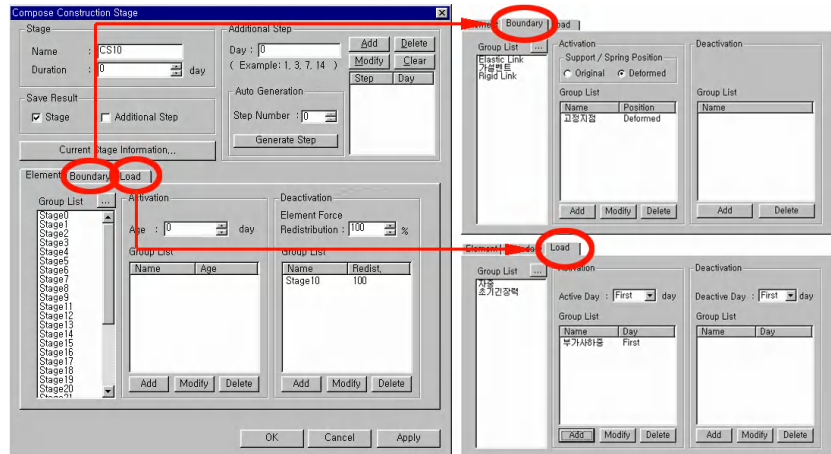 Compose Construction Stage
Stage
Name : CS10
Duration : 0 day
Save Result
Stage Additional Step
Current Stage Information...
Additional Step
Day : 0
( Example: 1, 3, 7, 14 )
Add Delete
Modify Clear
Step Day
Auto Generation
Step Number : 0
Generate Step
Element Boundary Load
Group List ...
Stage0
Stage1
Stage2
Stage3
Stage4
Stage5
Stage6
Stage7
Stage8
Stage9
Stage10
Stage11
Stage12
Stage13
Stage14
Stage15
Stage16
Stage17
Stage18
Stage19
Stage20
Stage21
Activation
Age : 0 day
Group List
Name Age
Add Modify Delete
Deactivation
Element Force
Redistribution : 100 %
Group List
Name Redist,
Stage10 100
Add Modify Delete
OK Cancel Apply
Boundary Load
Group List ...
Elastic Link
가설벤트
Rigid Link
Activation
Support / Spring Position
Original Deformed
Group List
Name Position
고정지점 Deformed
Add Modify Delete
Deactivation
Group List
Name
Add Delete
Element Load
Group List ...
자중
초기긴장력
Activation
Active Day : First day
Group List
Name Day
부가사하중 First
Add Modify Delete
Deactivation
Deactive Day : First day
Group List
Name Day
Add Modify Delete